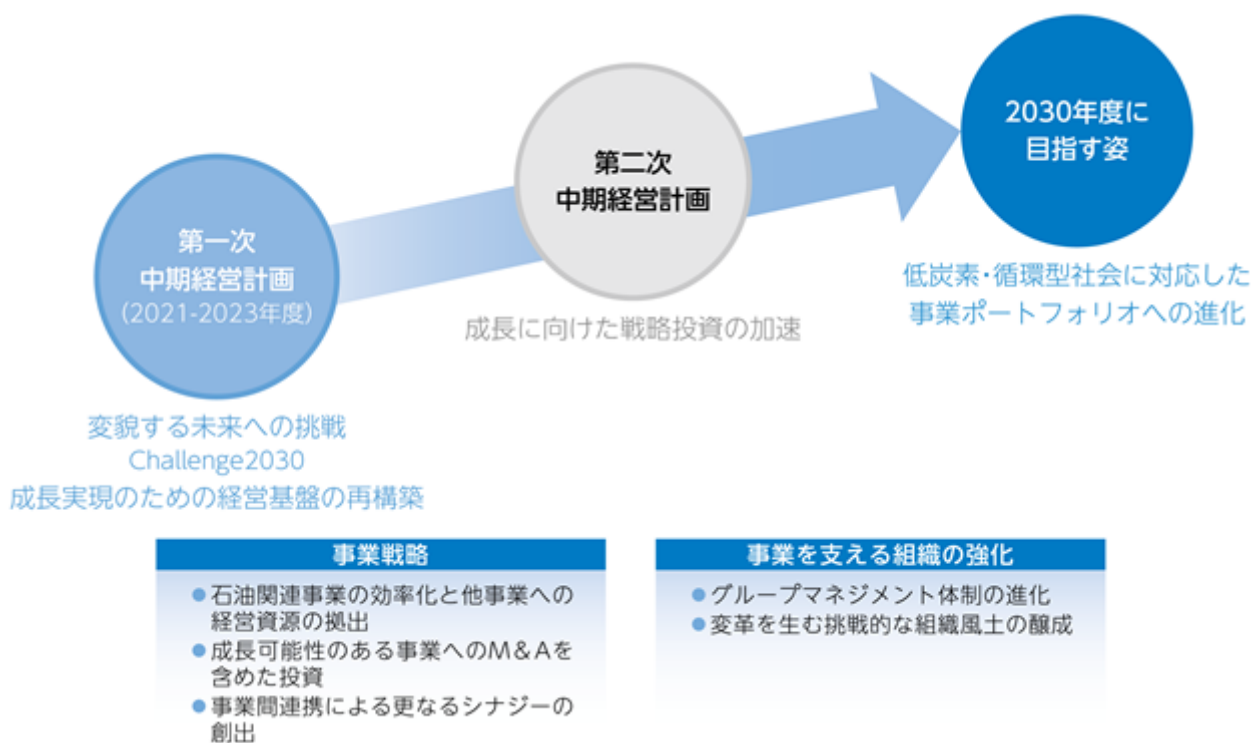 第一次
中期経営計画
(2021-2023年度)
変貌する未来への挑戦
Challenge2030
成長実現のための経営基盤の再構築
第二次
中期経営計画
成長に向けた戦略投資の加速
2030年度に
目指す姿
低炭素・循環型社会に対応した
事業ポートフォリオへの進化
事業戦略
●石油関連事業の効率化と他事業への
経営資源の拠出
●成長可能性のある事業へのM&Aを
含めた投資
●事業間連携による更なるシナジーの
創出
事業を支える組織の強化
●グループマネジメント体制の進化
●変革を生む挑戦的な組織風土の醸成